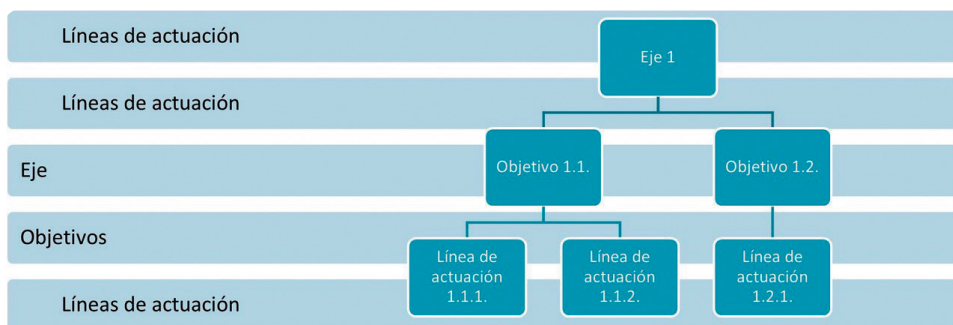 Líneas de actuación
Eje 1
Líneas de actuación
Eje
Objetivo 1.1.
Objetivo 1.2.
Objetivos
Línea de
actuación
1.1.1.
Línea de
actuación
1.1.2.
Línea de
actuación
1.2.1.
Líneas de actuación